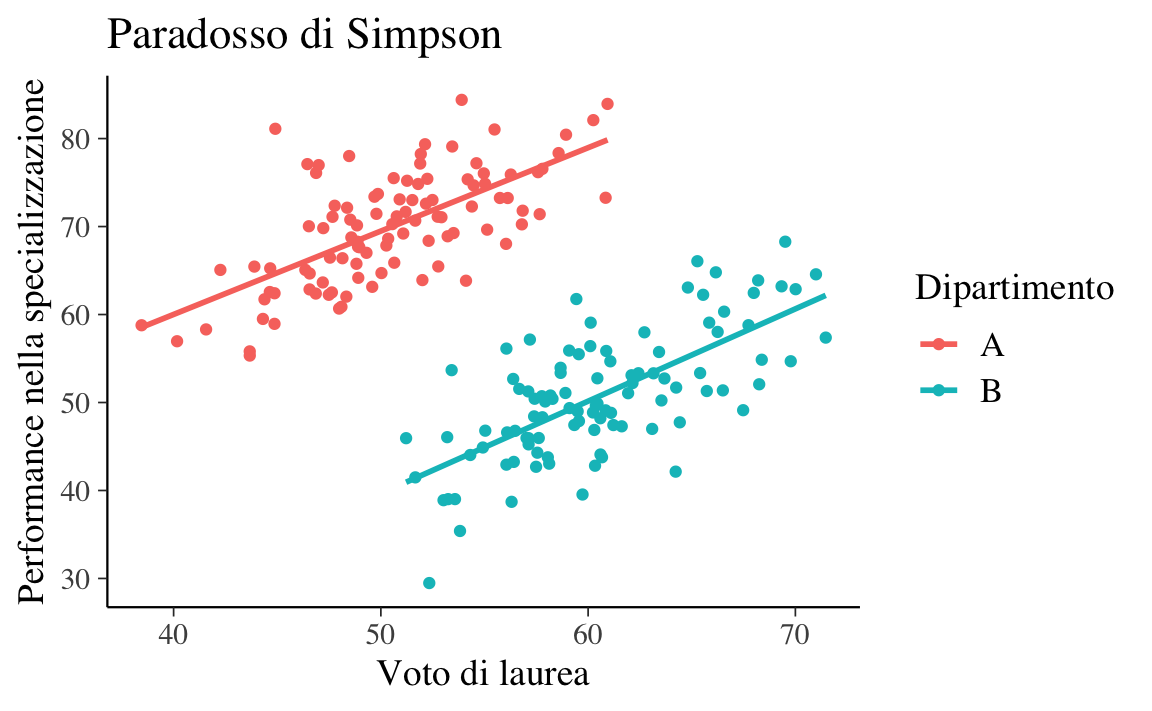 Paradosso di Simpson
Performance nella specializzazione
80
70
60
50
40
30
40 50 60 70
Voto di laurea
Dipartimento
A
B